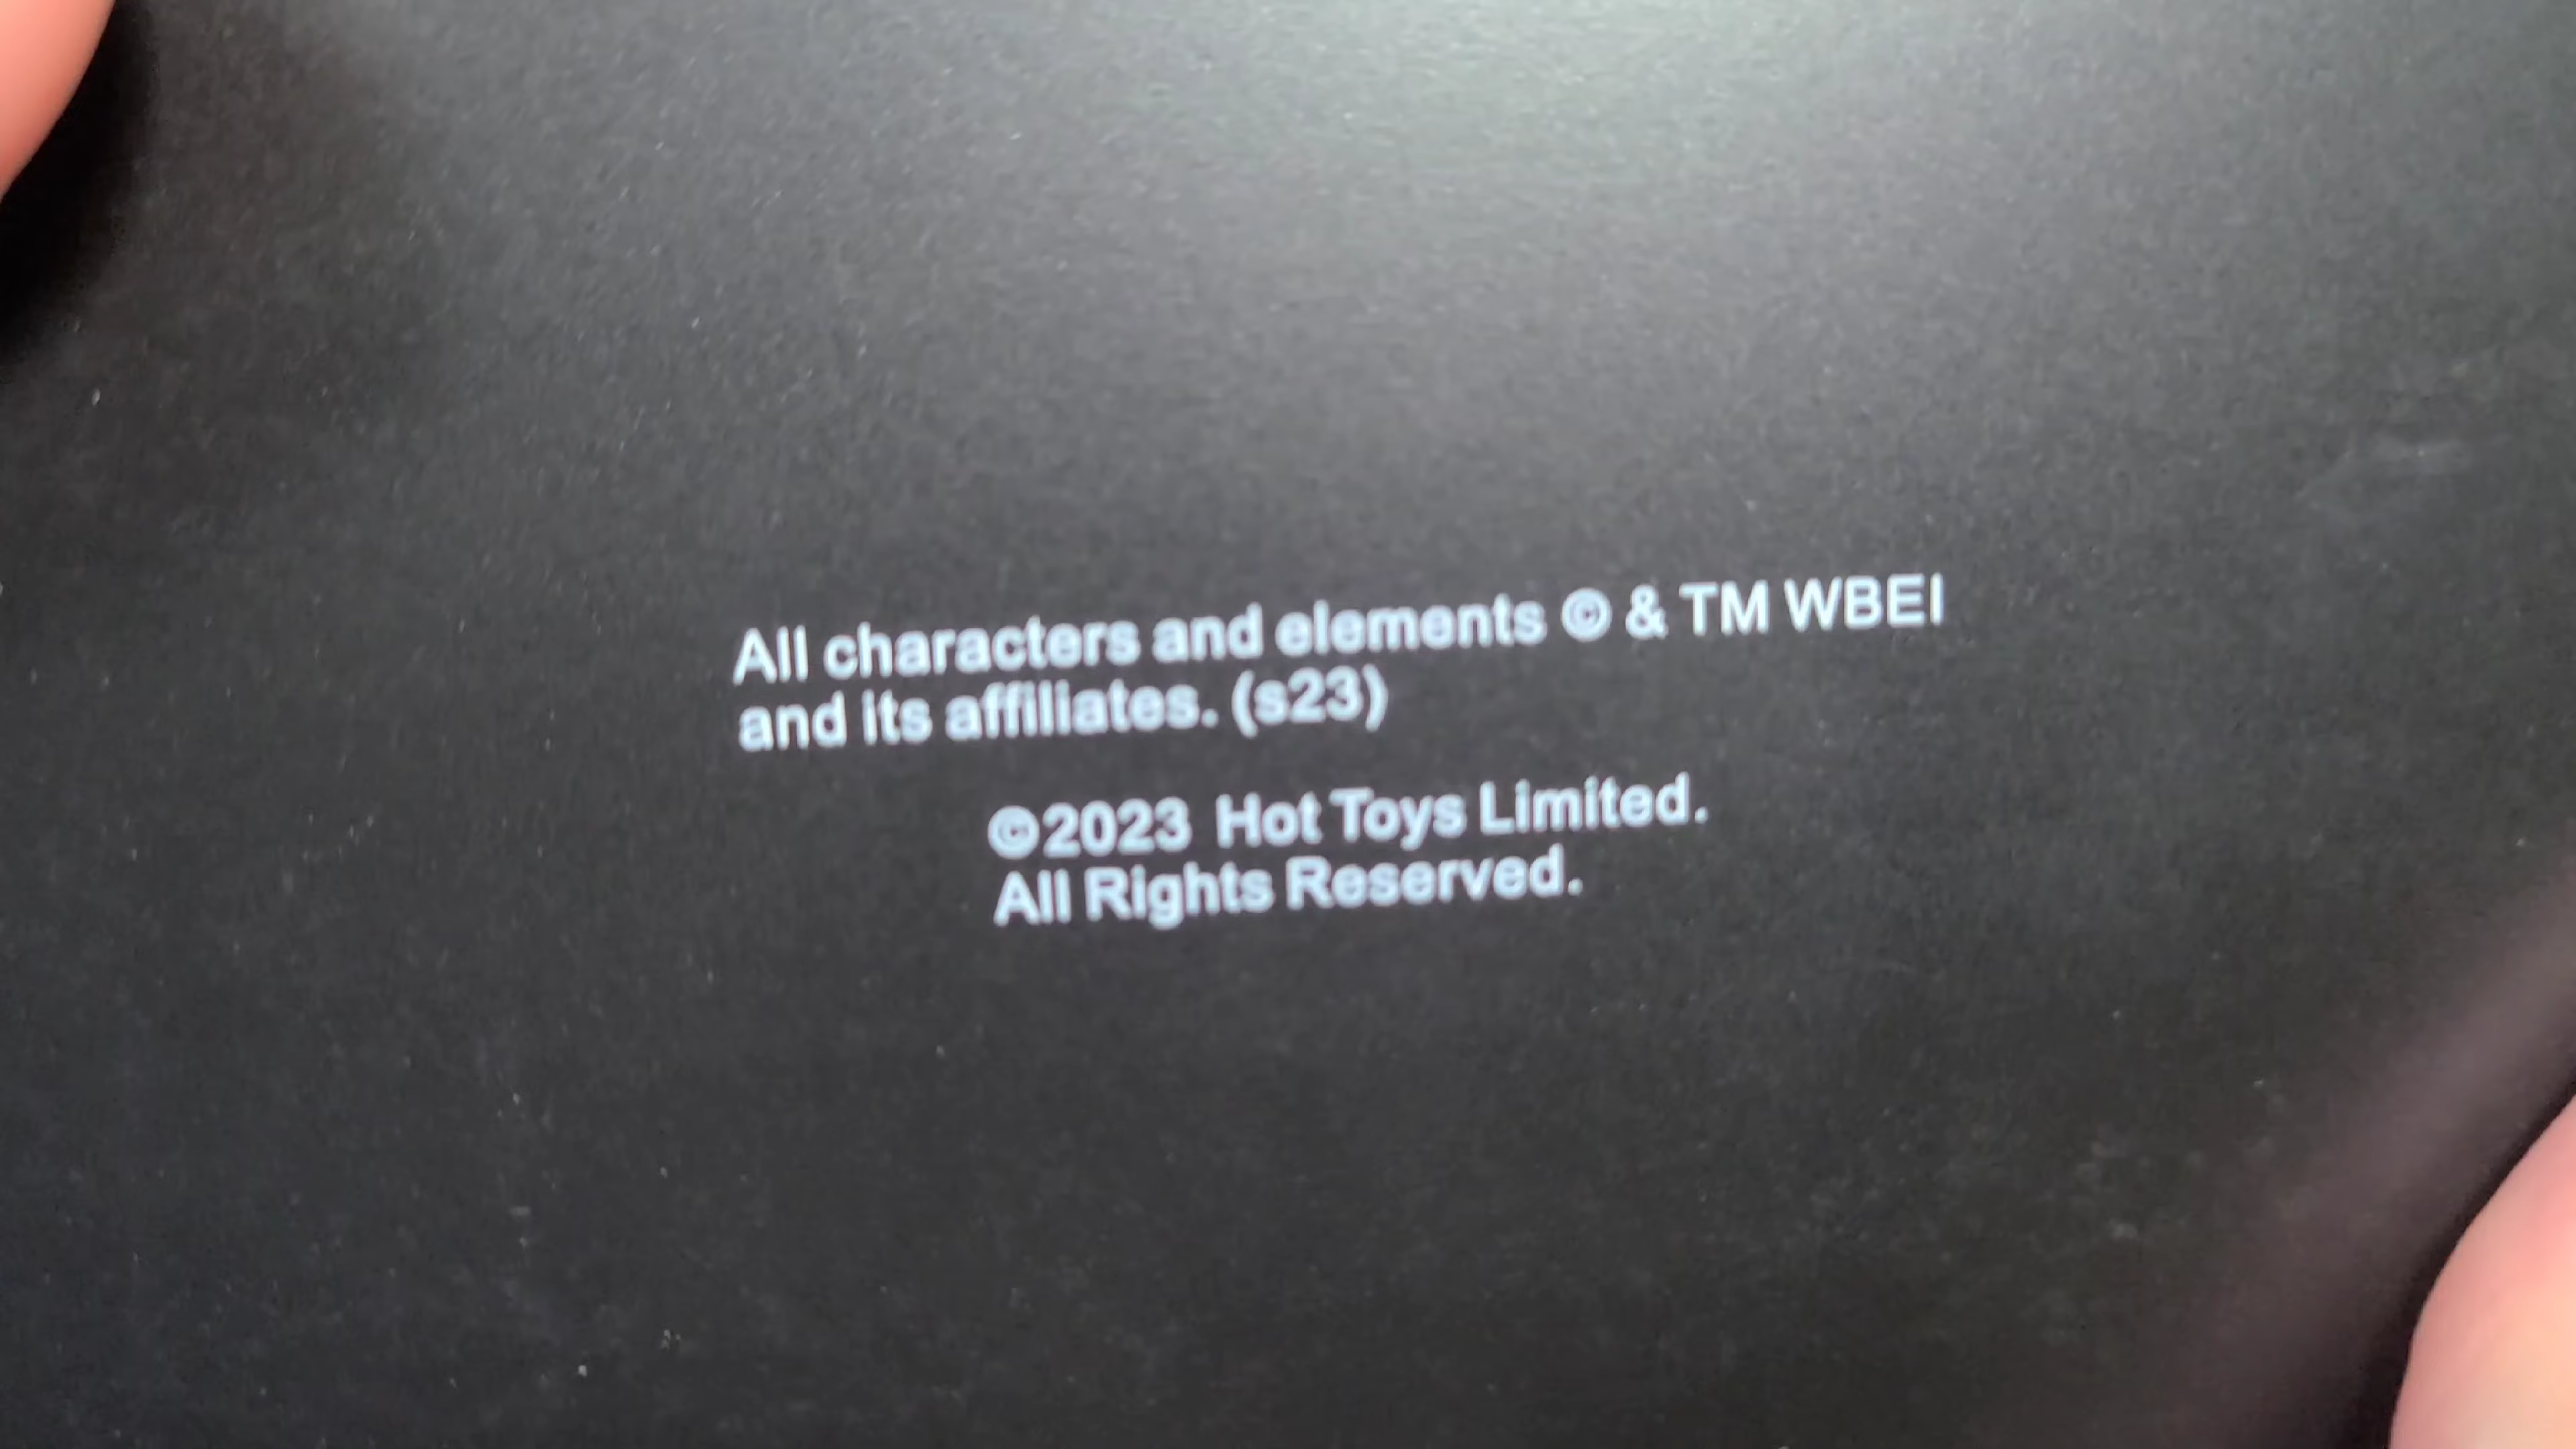 All characters and elements © & TM WBEI
and its affiliates. (s23)
©2023 Hot Toys Limited.
All Rights Reserved.